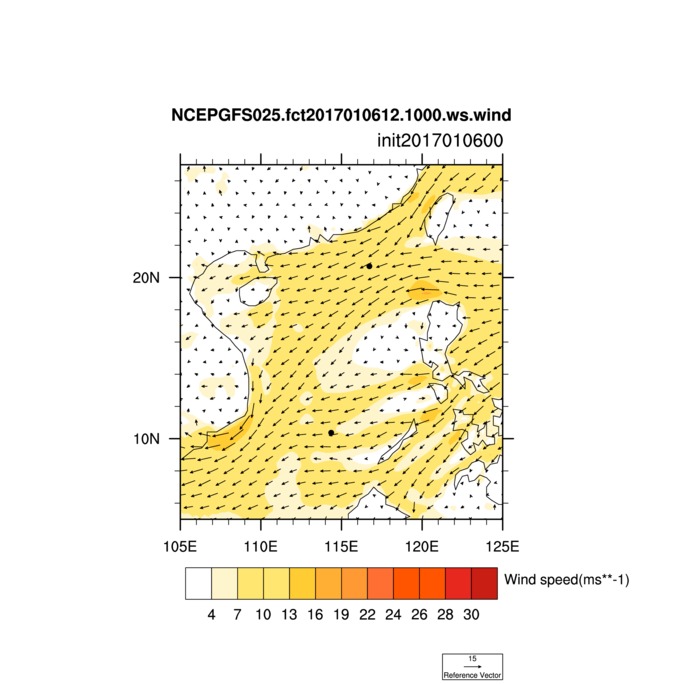 NCEPGFS025.fct2017010612.1000.ws.wind
init2017010600
20N
10N
105E 110E 115E 120E 125E
Wind speed(ms**-1)
4 7 10 13 16 19 22 24 26 28 30
15
Reference Vector